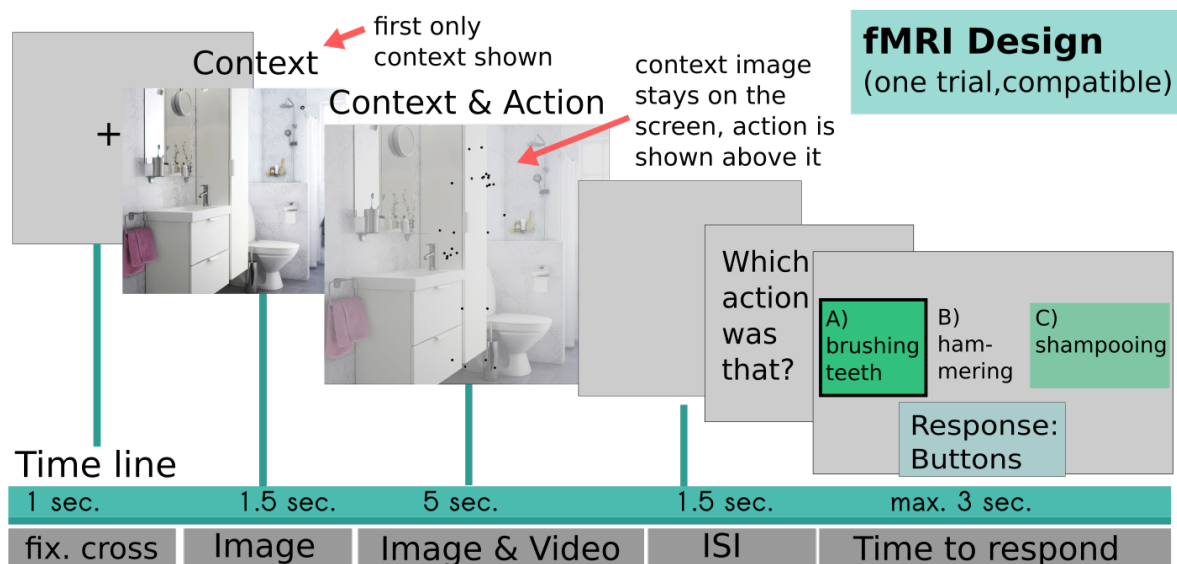 first only
context shown
Context
fMRI Design
(one trial,compatible)
context image
stays on the
screen, action is
shown above it
Context & Action
+
Which
action
was
that?
A)
brushing
teeth
B)
ham-
mering
C)
shampooing
Response:
Buttons
Time line
1 sec.
1.5 sec.
5 sec.
1.5 sec.
max. 3 sec.
fix. cross
Image
Image & Video
ISI
Time to respond